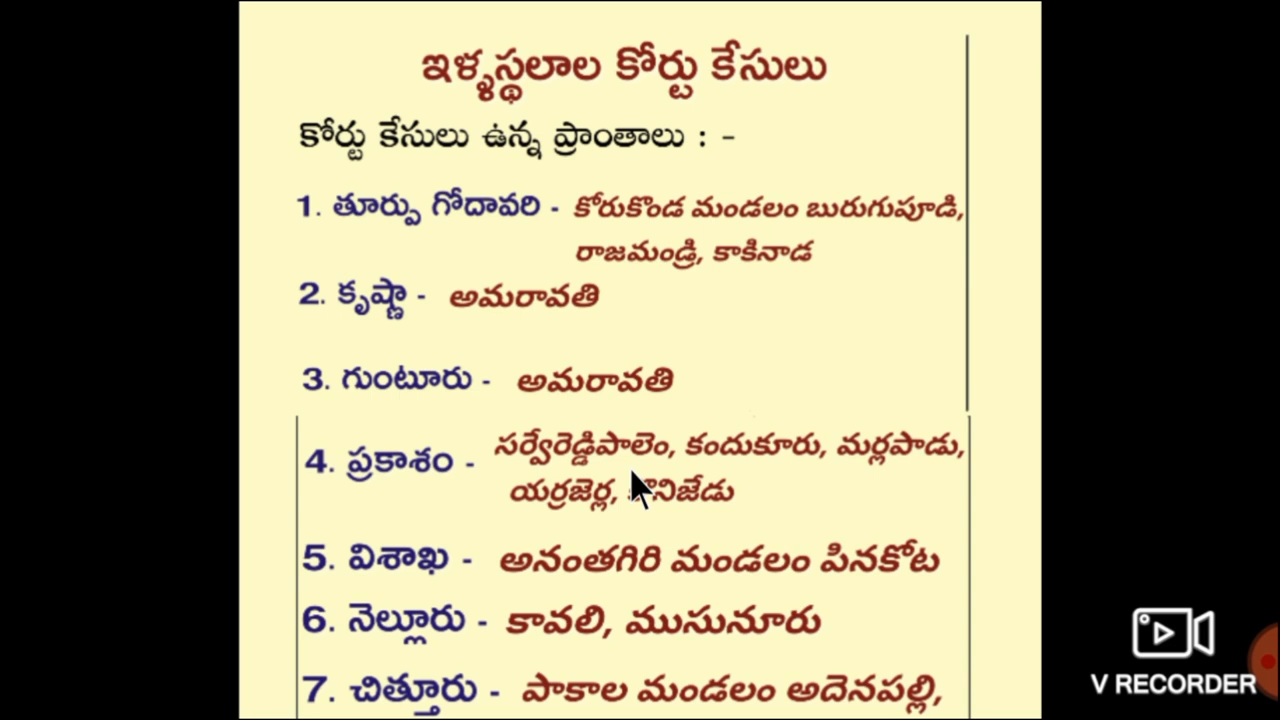 ఇళ్ళస్థలాల కోర్టు కేసులు
కోర్టు కేసులు ఉన్న ప్రాంతాలు : -
1. తూర్పు గోదావరి - కోరుకొండ మండలం బురుగుపూడి,
రాజమండ్రి, కాకినాడ
2. కృష్ణా - అమరావతి
3. గుంటూరు - అమరావతి
4. ప్రకాశం - సర్వేరెడ్డిపాలెం, కందుకూరు, మర్లపాడు,
యర్రజెర్ల,
5. విశాఖ - అనంతగిరి మండలం పినకోట
6. నెల్లూరు - కావలి, ముసునూరు
7. చిత్తూరు - పాకాల మండలం అదెనపల్లి,
V RECORDER